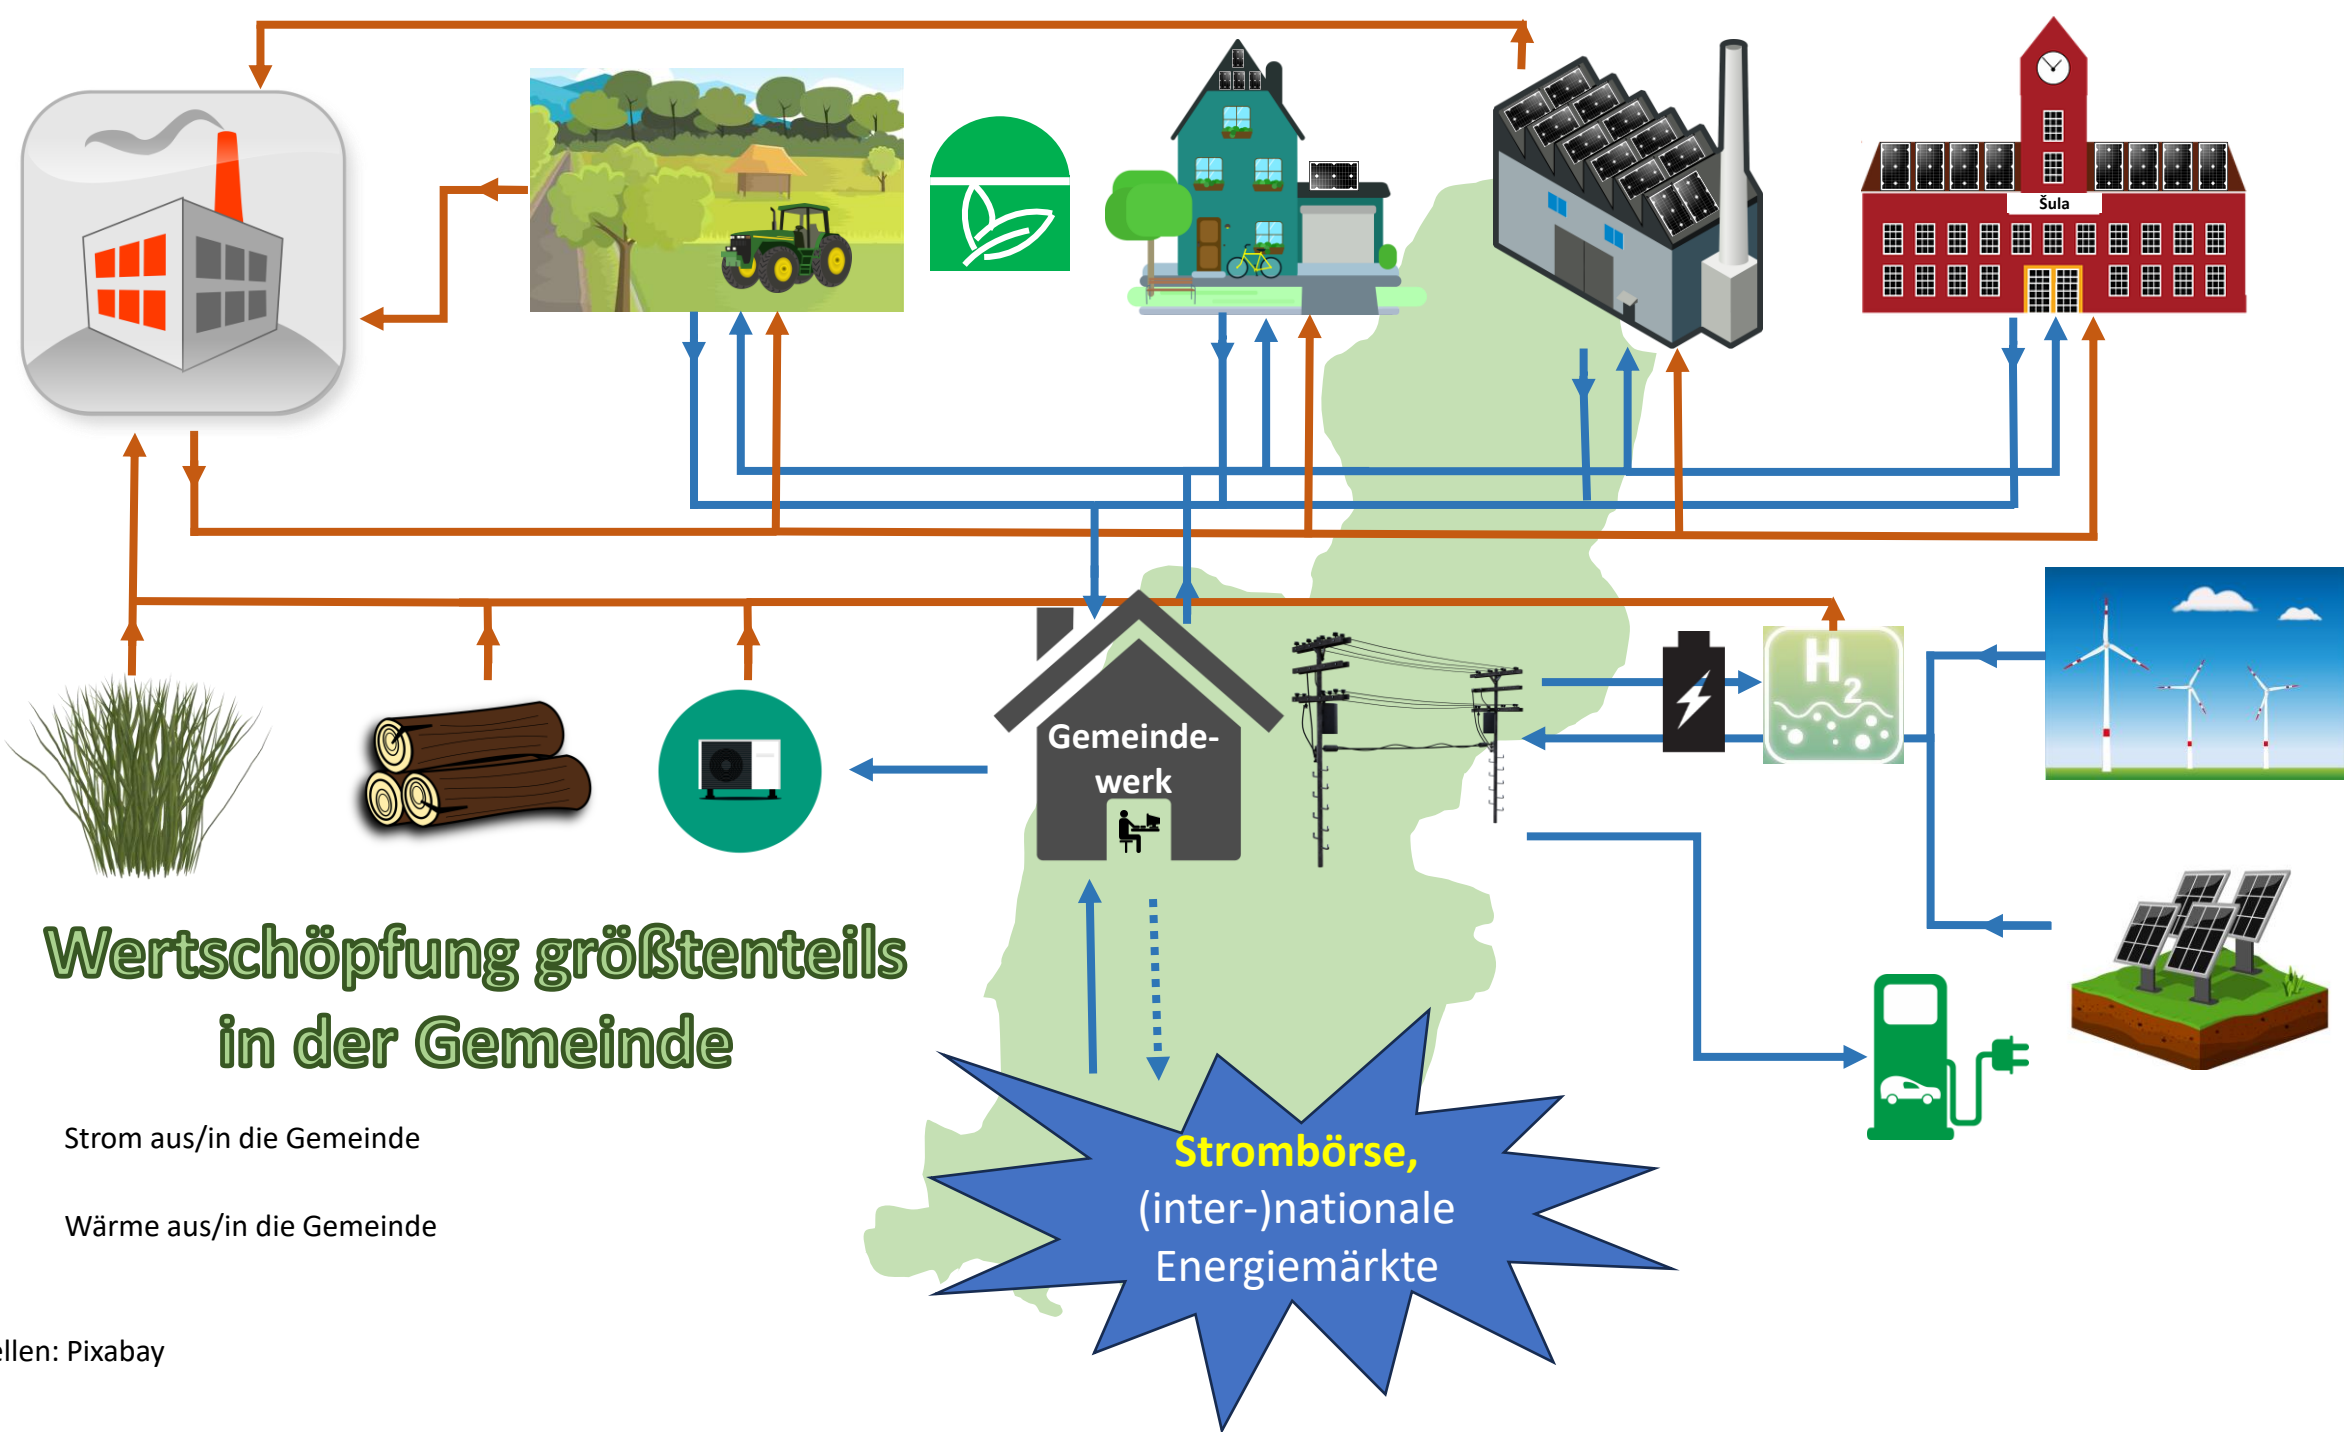 Šula
H2
Gemeinde-
werk
Wertschöpfung größtenteils
in der Gemeinde
Strom aus/in die Gemeinde
Wärme aus/in die Gemeinde
Strombörse,
(inter-)nationale
Energiemärkte
ellen: Pixabay